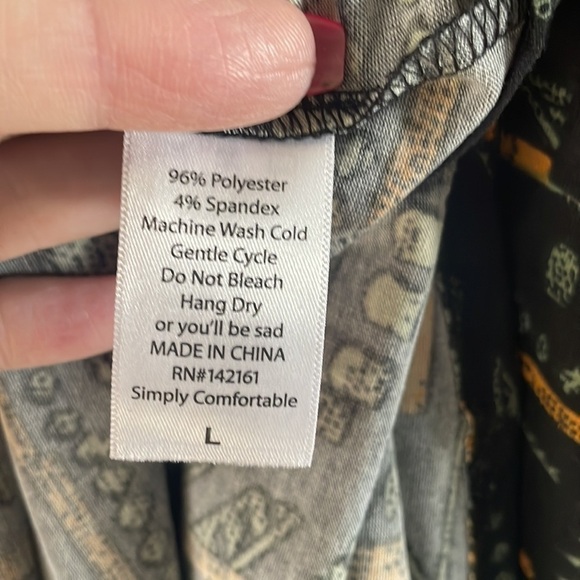 96% Polyester
4% Spandex
Machine Wash Cold
Gentle Cycle
Do Not Bleach
Hang Dry
or you'll be sad
MADE IN CHINA
RN#142161
Simply Comfortable
L